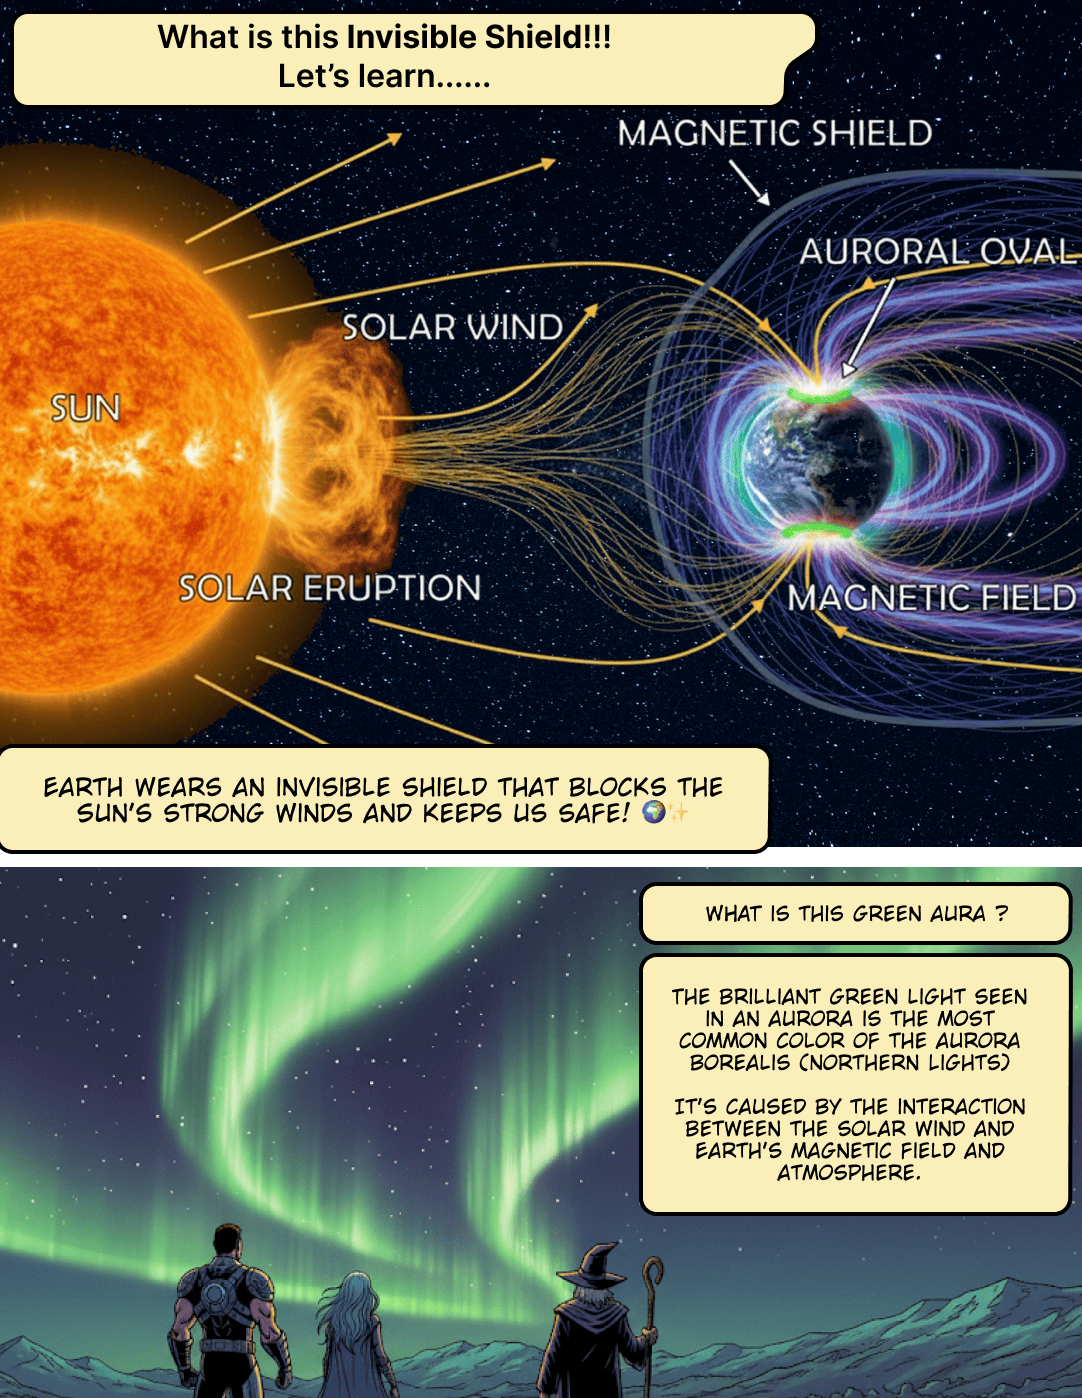 What is this Invisible Shield!!!
Let's learn......
MAGNETIC SHIELD
AURORAL OVAL
SOLAR WIND
SUN
SOLAR ERUPTION
MAGNETIC FIELD
EARTH WEARS AN INVISIBLE SHIELD THAT BLOCKS THE
SUN'S STRONG WINDS AND KEEPS US SAFE! 🌍✨
WHAT IS THIS GREEN AURA ?
THE BRILLIANT GREEN LIGHT SEEN
IN AN AURORA IS THE MOST
COMMON COLOR OF THE AURORA
BOREALIS (NORTHERN LIGHTS)
IT'S CAUSED BY THE INTERACTION
BETWEEN THE SOLAR WIND AND
EARTH'S MAGNETIC FIELD AND
ATMOSPHERE.